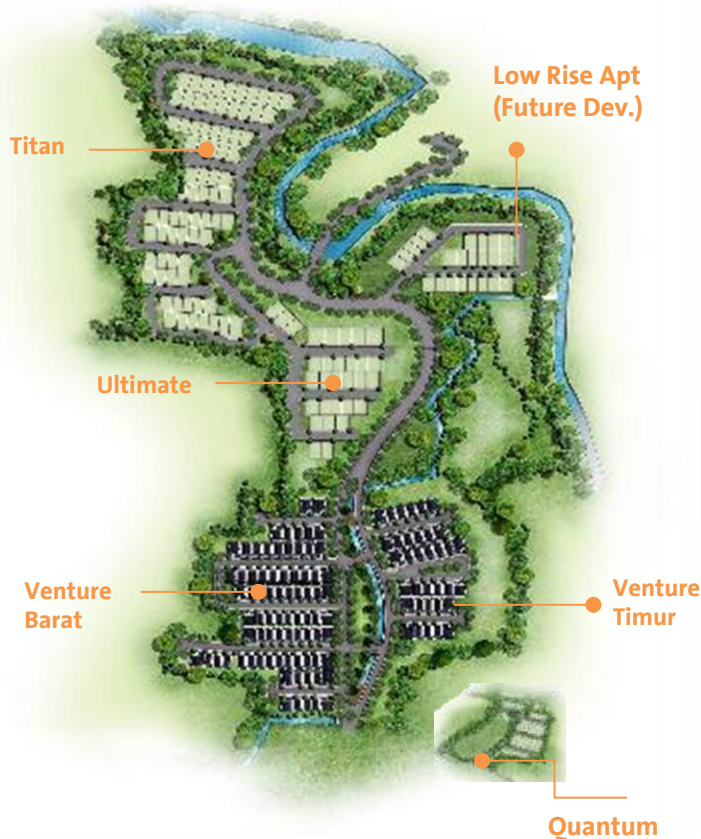 Low Rise Apt
(Future Dev.)
Titan
Ultimate
Venture
Barat
Venture
Timur
Quantum